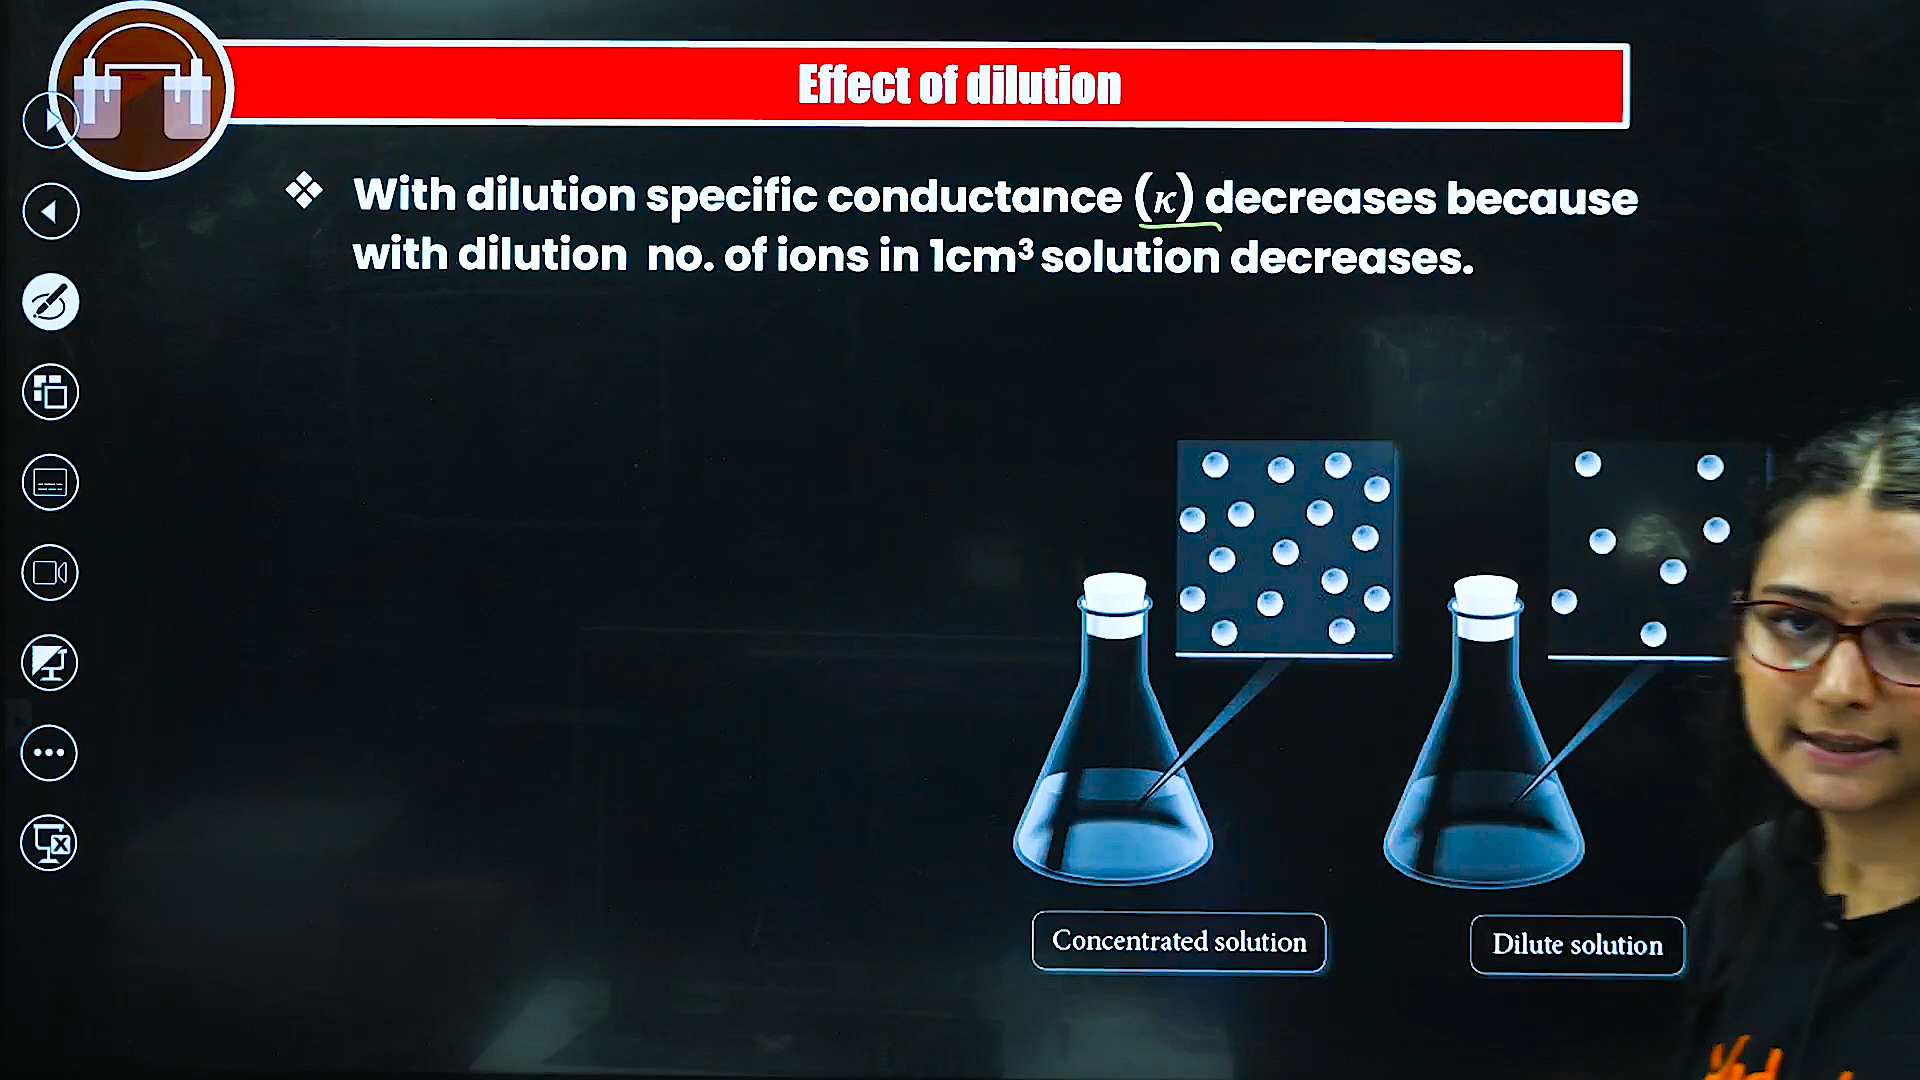 Effect of dilution
With dilution specific conductance (κ) decreases because
with dilution no. of ions in 1cm³ solution decreases.
Concentrated solution
Dilute solution